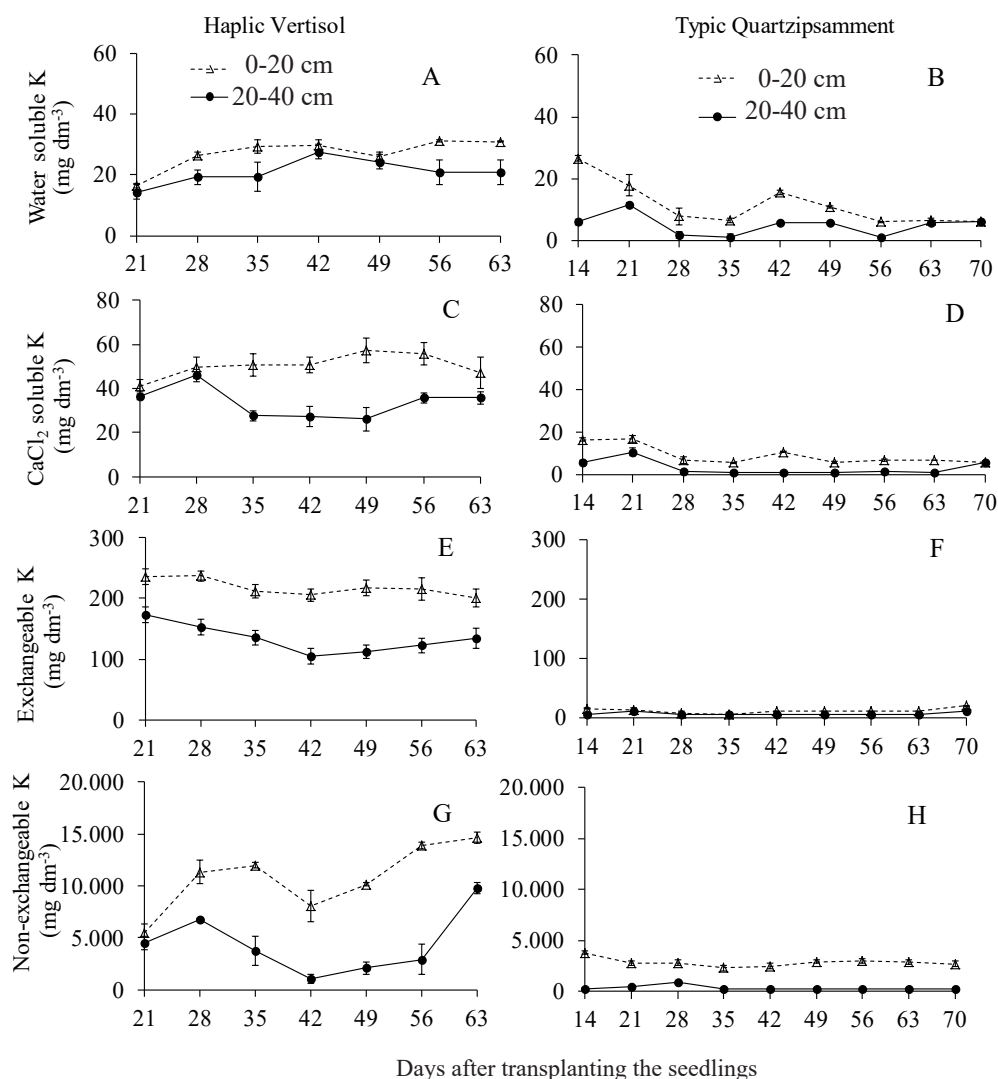 Haplic Vertisol
Typic Quartzipsamment
Water soluble K
(mg dm-3)
60
40
20
0
0-20 cm
20-40 cm
A
21 28 35 42 49 56 63
60
40
20
0
0-20 cm
20-40 cm
B
14 21 28 35 42 49 56 63 70
CaCl2 soluble K
(mg dm-3)
80
60
40
20
0
C
21 28 35 42 49 56 63
80
60
40
20
0
D
14 21 28 35 42 49 56 63 70
Exchangeable K
(mg dm-3)
300
200
100
0
E
21 28 35 42 49 56 63
300
200
100
0
F
14 21 28 35 42 49 56 63 70
Non-exchangeable K
(mg dm-3)
20.000
15.000
10.000
5.000
0
G
21 28 35 42 49 56 63
20.000
15.000
10.000
5.000
0
H
14 21 28 35 42 49 56 63 70
Days after transplanting the seedlings